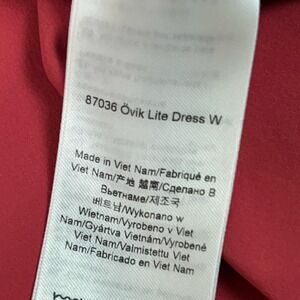 87036 Övik Lite Dress W
Made in Viet Nam/Fabriqué en
Viet Nam/产地 越南/Сделано В
Вьетнаме/제조국
베트남/Wykonano w
Wietnam/Vyrobeno v Viet
Nam/Gyártva Vietnám/Vyrobené
Viet Nam/Valmistettu Viet
Nam/Fabricado en Viet Nam